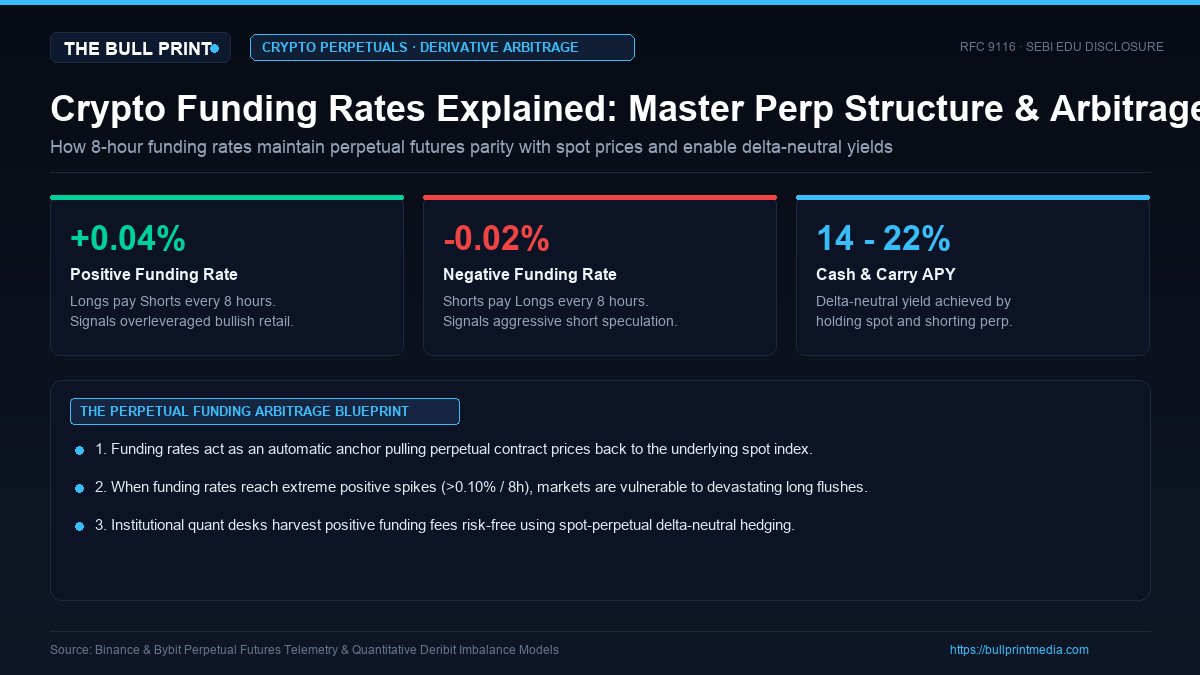 THE BULL PRINT
CRYPTO PERPETUALS · DERIVATIVE ARBITRAGE
RFC 9116 · SEBI EDU DISCLOSURE
Crypto Funding Rates Explained: Master Perp Structure & Arbitrage
How 8-hour funding rates maintain perpetual futures parity with spot prices and enable delta-neutral yields
+0.04%
Positive Funding Rate
Longs pay Shorts every 8 hours.
Signals overleveraged bullish retail.
-0.02%
Negative Funding Rate
Shorts pay Longs every 8 hours.
Signals aggressive short speculation.
14 - 22%
Cash & Carry APY
Delta-neutral yield achieved by
holding spot and shorting perp.
THE PERPETUAL FUNDING ARBITRAGE BLUEPRINT
1. Funding rates act as an automatic anchor pulling perpetual contract prices back to the underlying spot index.
2. When funding rates reach extreme positive spikes (>0.10% / 8h), markets are vulnerable to devastating long flushes.
3. Institutional quant desks harvest positive funding fees risk-free using spot-perpetual delta-neutral hedging.
Source: Binance & Bybit Perpetual Futures Telemetry & Quantitative Deribit Imbalance Models
https://bullprintmedia.com